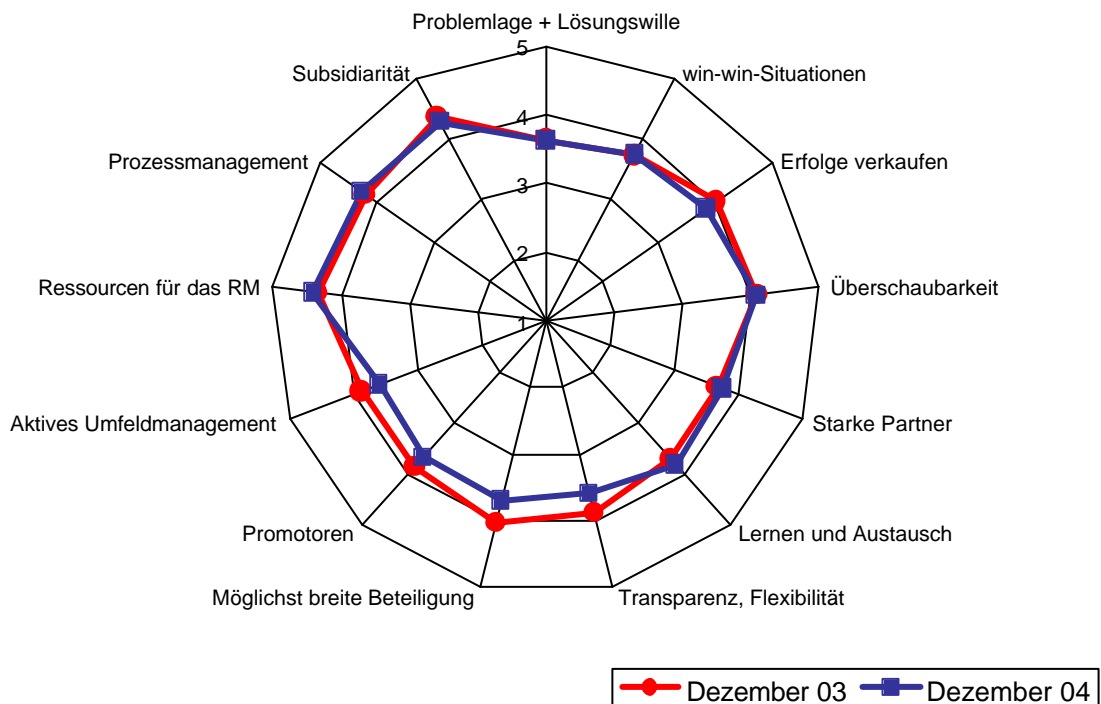 Problemlage + Lösungswille
5
Subsidiarität
win-win-Situationen
4
Prozessmanagement
Erfolge verkaufen
3
2
Ressourcen für das RM
Überschaubarkeit
1
Aktives Umfeldmanagement
Starke Partner
Promotoren
Lernen und Austausch
Möglichst breite Beteiligung
Transparenz, Flexibilität
Dezember 03
Dezember 04